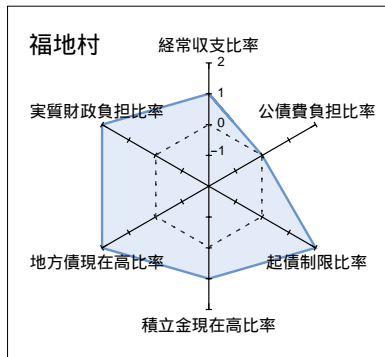 福地村
経常収支比率
2
実質財政負担比率
1
公債費負担比率
0
−1
地方債現在高比率
起債制限比率
積立金現在高比率